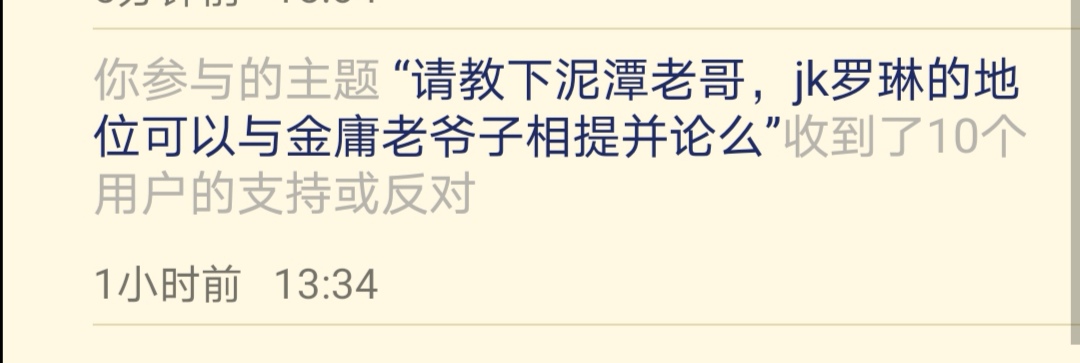 你参与的主题 “请教下泥潭老哥，jk罗琳的地
位可以与金庸老爷子相提并论么”收到了10个
用户的支持或反对
1小时前 13:34